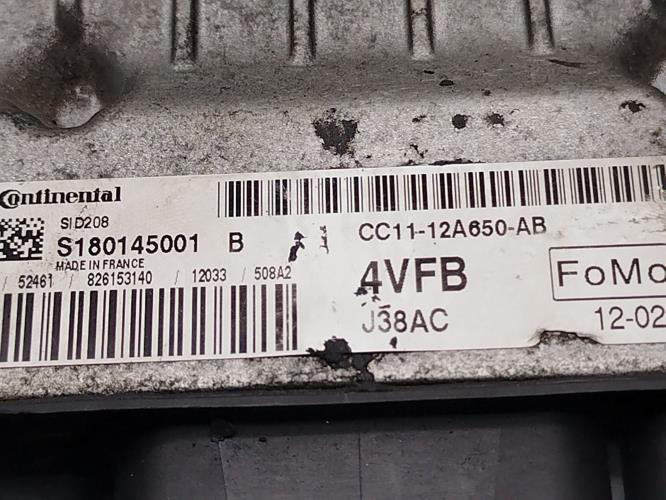 Continental
SID208
S180145001 B
MADE IN FRANCE
/ 52461 / 826153140 / 12033 / 508A2
CC11-12A650-AB
4VFB
FoMo
J38AC
12-02